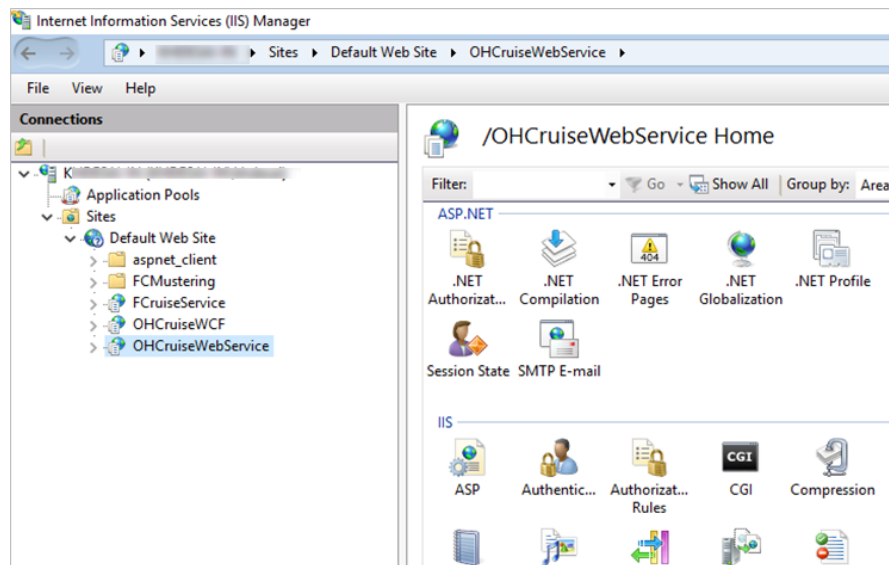 Internet Information Services (IIS) Manager
Sites Default Web Site OHCruiseWebService
File View Help
Connections
/OHCruiseWebService Home
Filter: Go Show All Group by: Area
Application Pools
Sites
Default Web Site
aspnet_client
FCMustering
FCruiseService
OHCruiseWCF
OHCruiseWebService
ASP.NET
.NET Authorizat...
.NET Compilation
.NET Error Pages
404
.NET Globalization
.NET Profile
Session State
SMTP E-mail
IIS
ASP
Authentic...
Authorizat... Rules
CGI
CGI
Compression